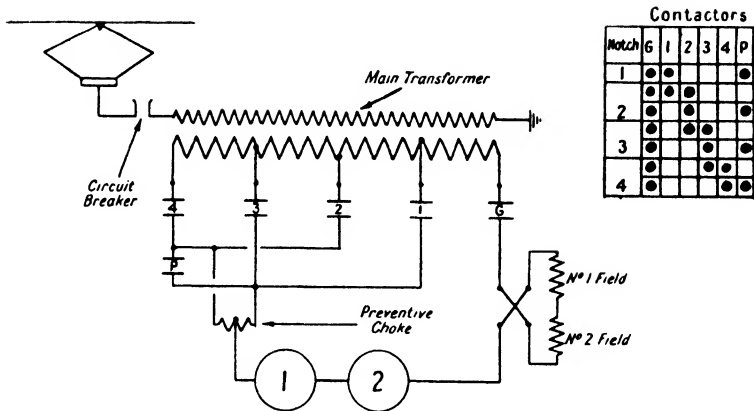 Contactors
Notch G 1 2 3 4 P
1
2
3
4
Main Transformer
Circuit
Breaker
4 3 2 1 G
P
Nº 1 Field
Nº 2 Field
Preventive
Choke
1 2